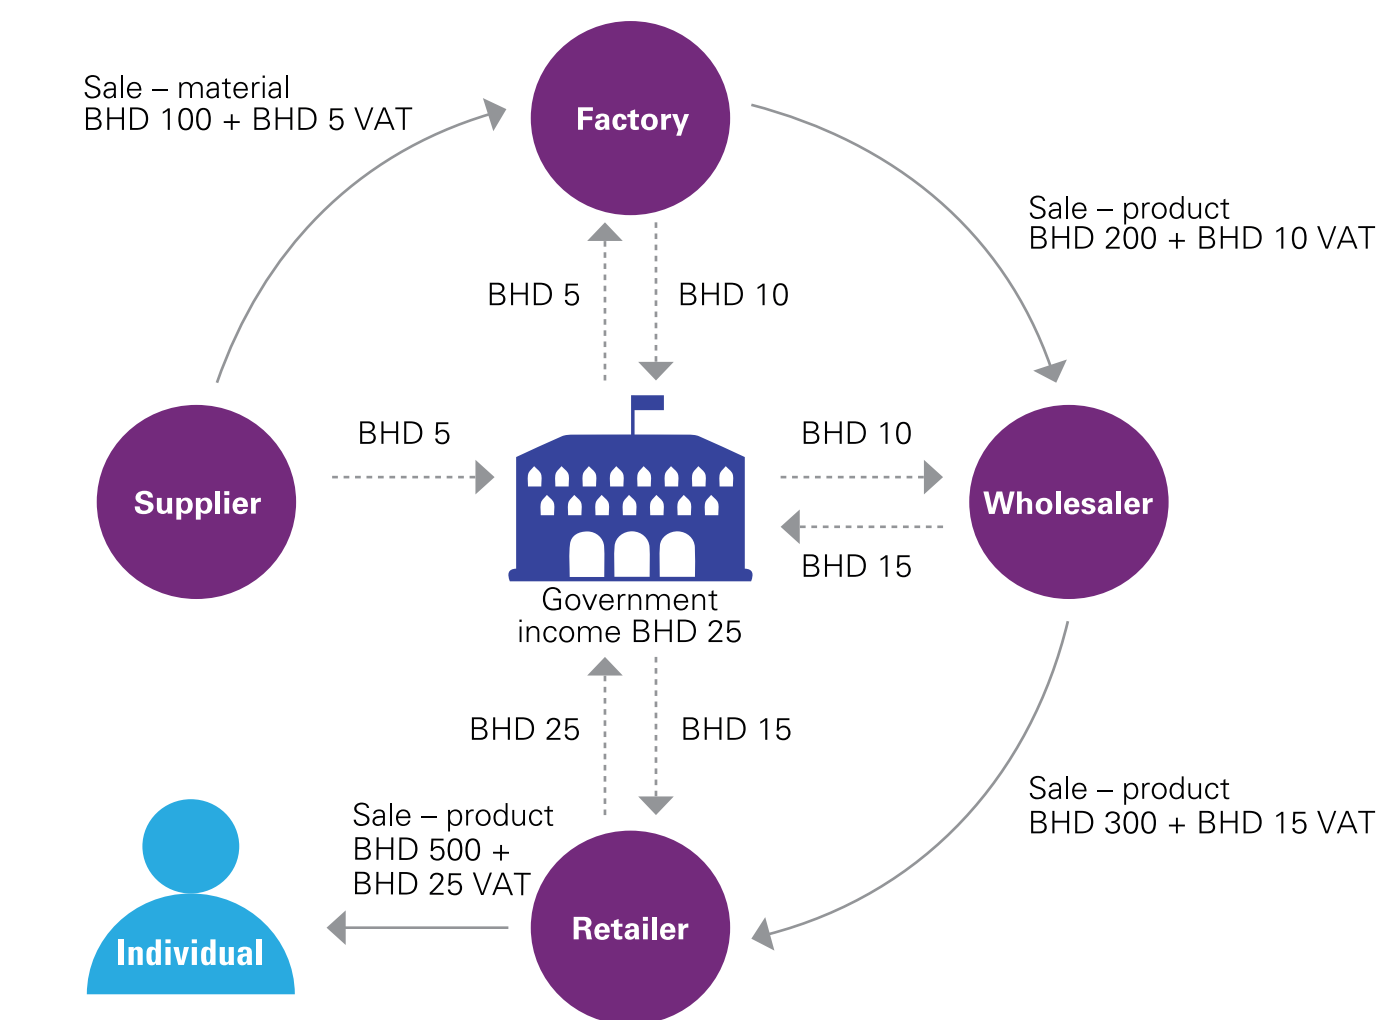 Sale – material
BHD 100 + BHD 5 VAT
Factory
Sale – product
BHD 200 + BHD 10 VAT
BHD 5
BHD 10
Supplier
BHD 5
BHD 10
BHD 15
Wholesaler
Government
income BHD 25
BHD 25
BHD 15
Sale – product
BHD 300 + BHD 15 VAT
Sale – product
BHD 500 +
BHD 25 VAT
Retailer
Individual